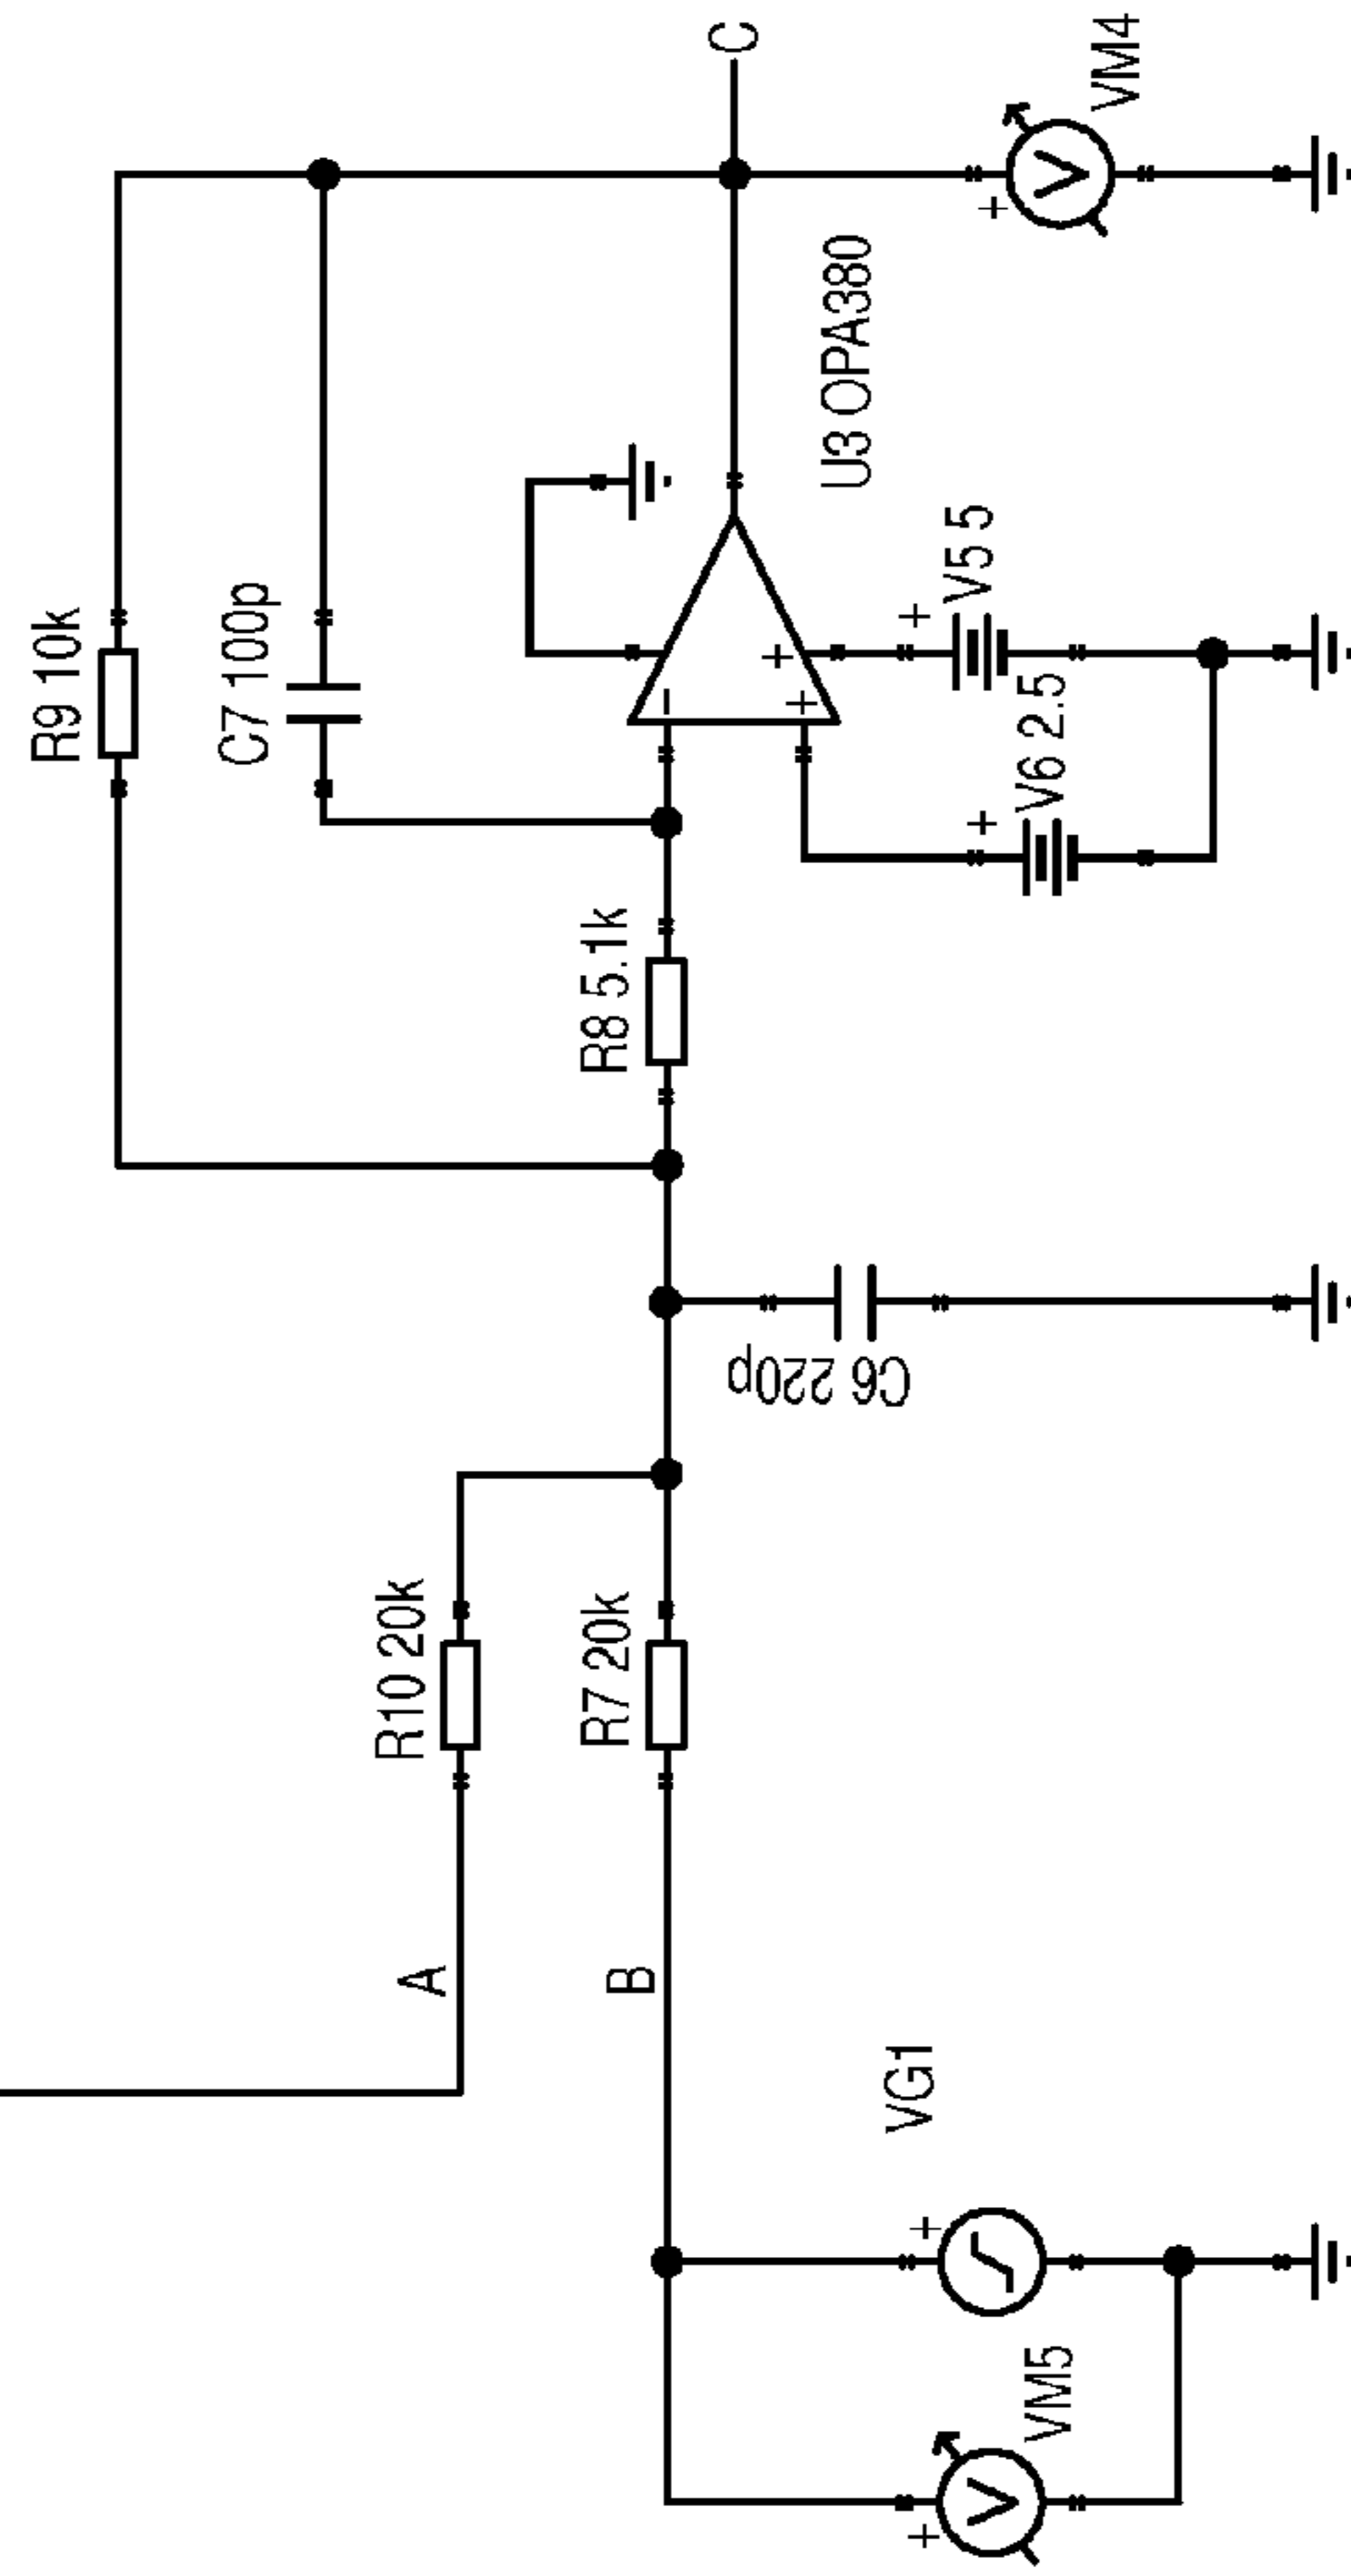 R9 10k
C7 100p
C
VM4
U3 OPA380
V5 5
V6 2.5
R8 5.1k
C6 220p
R10 20k
R7 20k
A
B
VG1
VM5